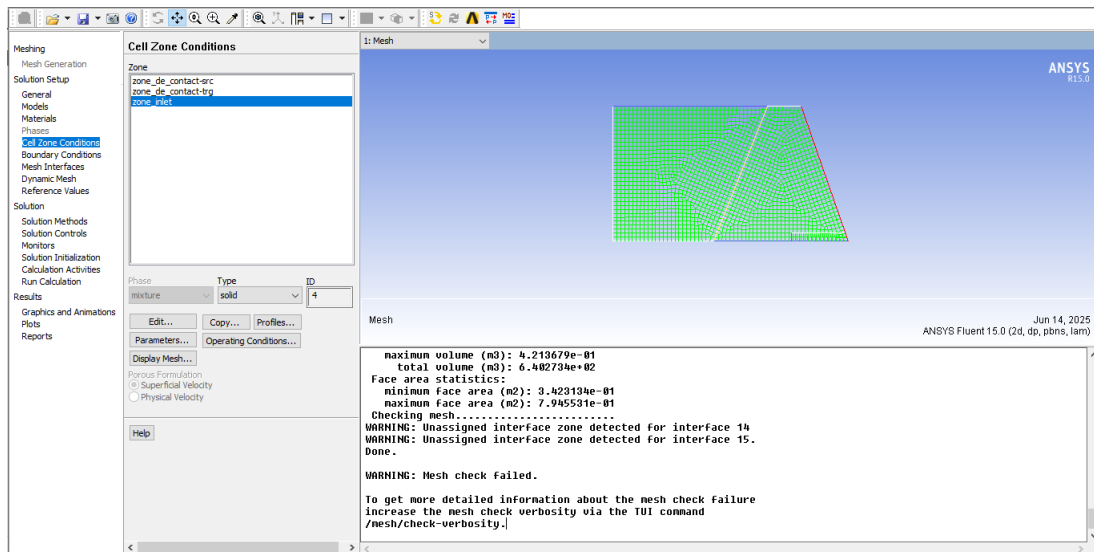 Meshing
Mesh Generation
Solution Setup
General
Models
Materials
Phases
Cell Zone Conditions
Boundary Conditions
Mesh Interfaces
Dynamic Mesh
Reference Values
Solution
Solution Methods
Solution Controls
Monitors
Solution Initialization
Calculation Activities
Run Calculation
Results
Graphics and Animations
Plots
Reports
Cell Zone Conditions
Zone
zone_de_contact-src
zone_de_contact-trg
zone_inlet
Phase
Type
ID
mixture
solid
4
Edit...
Copy...
Profiles...
Parameters...
Operating Conditions...
Display Mesh...
Porous Formulation
Superficial Velocity
Physical Velocity
Help
1: Mesh
ANSYS
R15.0
Mesh
Jun 14, 2025
ANSYS Fluent 15.0 (2d, dp, pbns, lam)
maximum volume (m3): 4.213679e-01
total volume (m3): 6.402734e+02
Face area statistics:
minimum face area (m2): 3.423134e-01
maximum face area (m2): 7.945531e-01
Checking mesh.........................
WARNING: Unassigned interface zone detected for interface 14
WARNING: Unassigned interface zone detected for interface 15.
Done.
WARNING: Mesh check failed.
To get more detailed information about the mesh check failure
increase the mesh check verbosity via the TUI command
/mesh/check-verbosity.